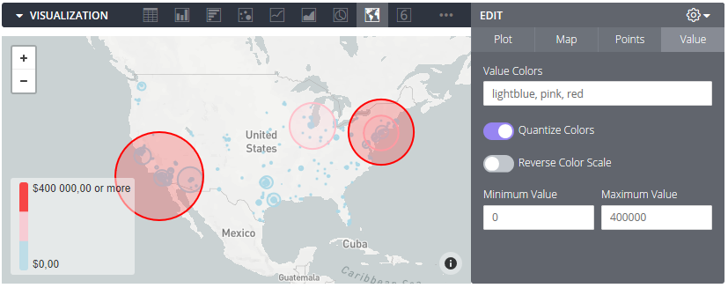 VISUALIZATION
6
+
−
United
States
Mexico
Cuba
Guatemala
Caribbean
$400 000,00 or more
$0,00
EDIT
Plot Map Points Value
Value Colors
lightblue, pink, red
Quantize Colors
Reverse Color Scale
Minimum Value Maximum Value
0 400000